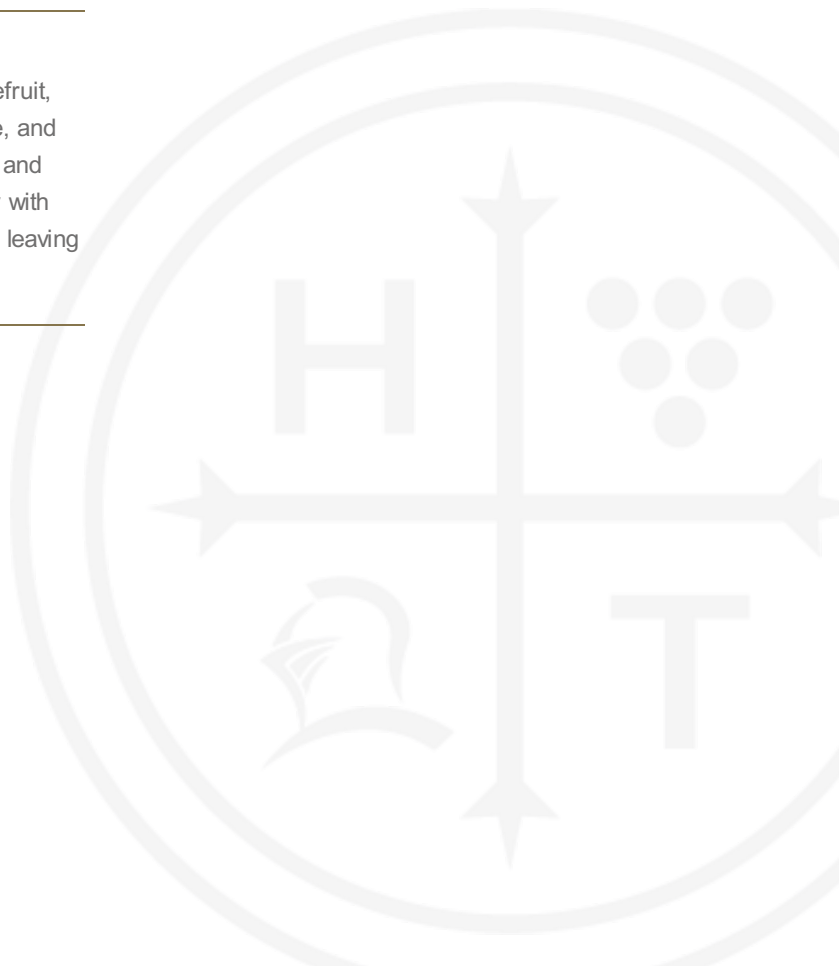 efruit,
, and
and
with
leaving
H
T